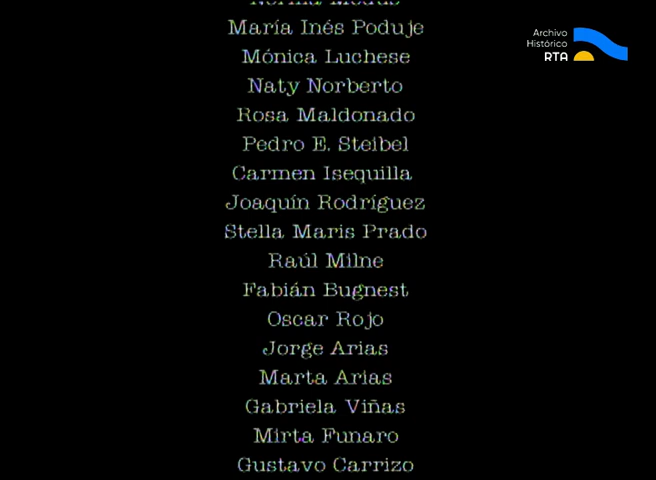 María Inés Poduje
Mónica Luchese
Naty Norberto
Rosa Maldonado
Pedro E. Steibel
Carmen Isequilla
Joaquín Rodríguez
Stella Maris Prado
Raúl Milne
Fabián Bugnest
Oscar Rojo
Jorge Arias
Marta Arias
Gabriela Viñas
Mirta Funaro
Gustavo Carrizo
Archivo
Histórico
RTA